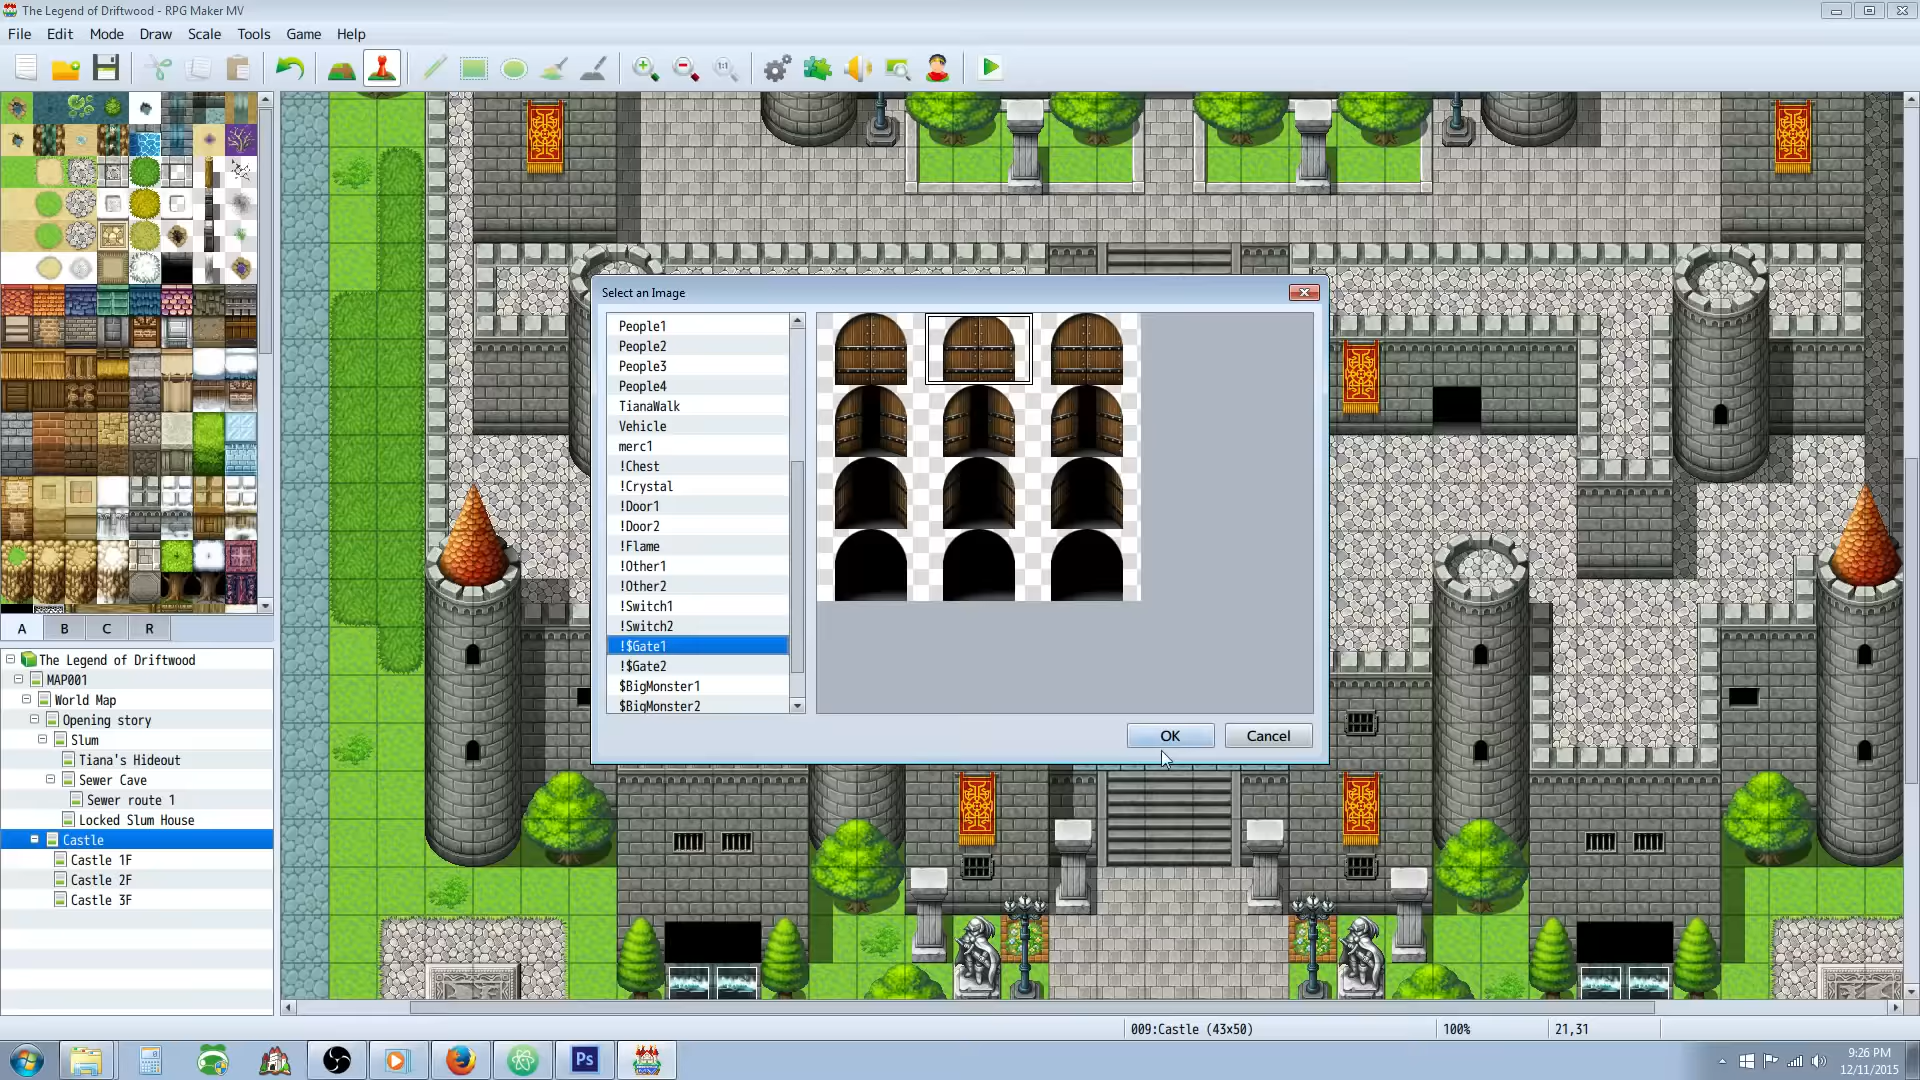 The Legend of Driftwood - RPG Maker MV
File Edit Mode Draw Scale Tools Game Help
1:1
Select an Image
People1
People2
People3
People4
TianaWalk
Vehicle
merc1
!Chest
!Crystal
!Door1
!Door2
!Flame
!Other1
!Other2
!Switch1
!Switch2
!$Gate1
!$Gate2
$BigMonster1
$BigMonster2
OK Cancel
A B C R
The Legend of Driftwood
MAP001
World Map
Opening story
Slum
Tiana's Hideout
Sewer Cave
Sewer route 1
Locked Slum House
Castle
Castle 1F
Castle 2F
Castle 3F
009:Castle (43x50) 100% 21,31
Ps
9:26 PM
12/11/2015